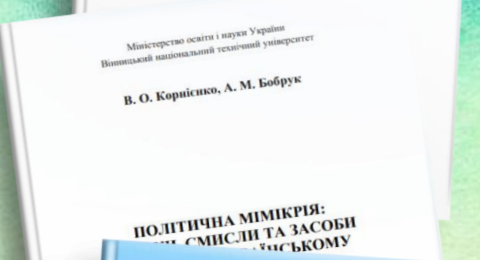 Міністерство освіти і науки України
Вінницький національний технічний університет
В. О. Корнієнко, А. М. Бобрук
ПОЛІТИЧНА МІМІКРІЯ:
СМИСЛИ ТА ЗАСОБИ